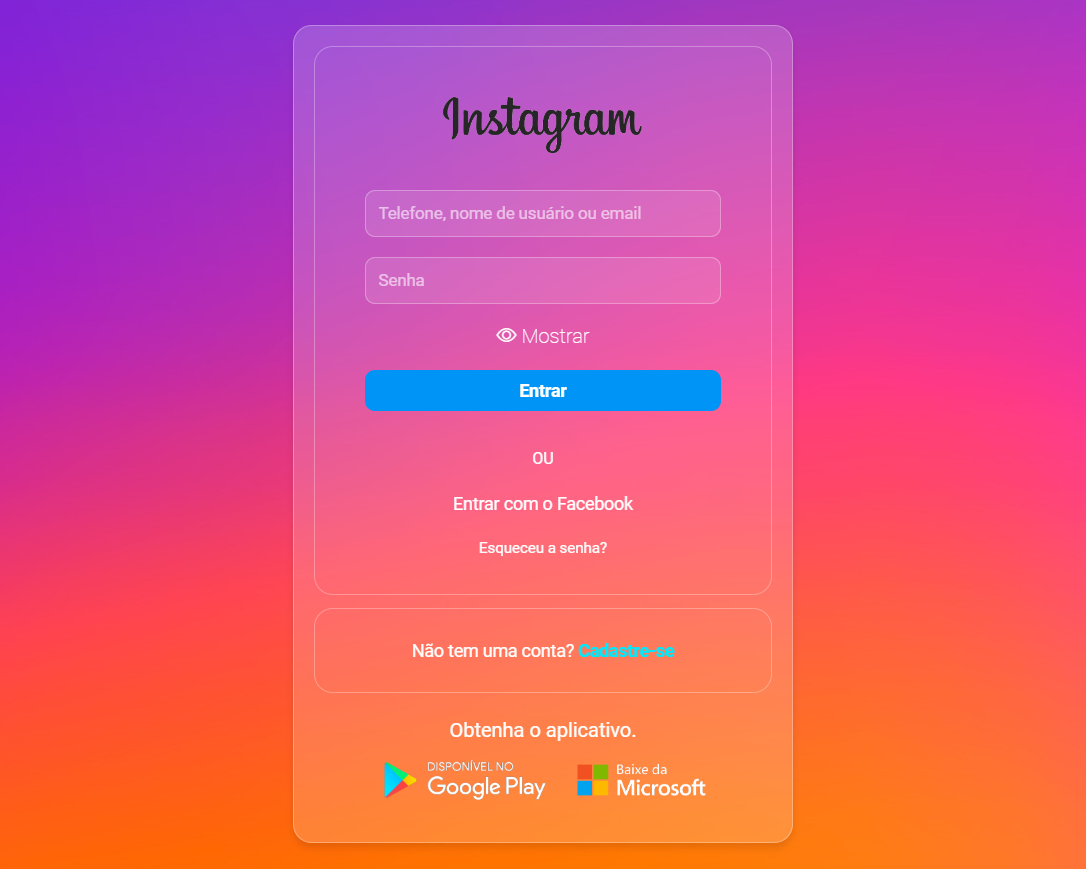 Instagram
Telefone, nome de usuário ou email
Senha
Mostrar
Entrar
OU
Entrar com o Facebook
Esqueceu a senha?
Não tem uma conta? Cadastre-se
Obtenha o aplicativo.
DISPONÍVEL NO
Google Play
Baixe da
Microsoft